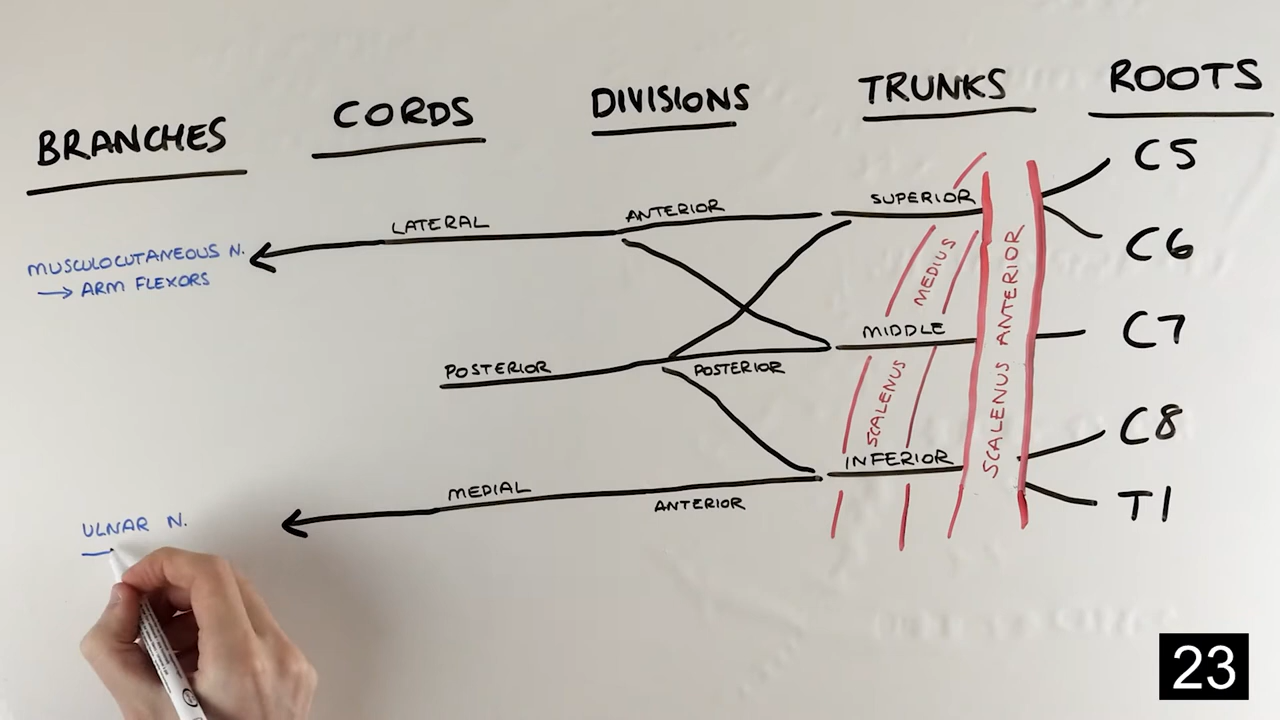 BRANCHES
CORDS
DIVISIONS
TRUNKS
ROOTS
MUSCULOCUTANEOUS N.
→ ARM FLEXORS
LATERAL
ANTERIOR
SUPERIOR
C5
C6
POSTERIOR
POSTERIOR
MIDDLE
C7
SCALENUS MEDIUS
SCALENUS ANTERIOR
ULNAR N.
MEDIAL
ANTERIOR
INFERIOR
C8
T1
23